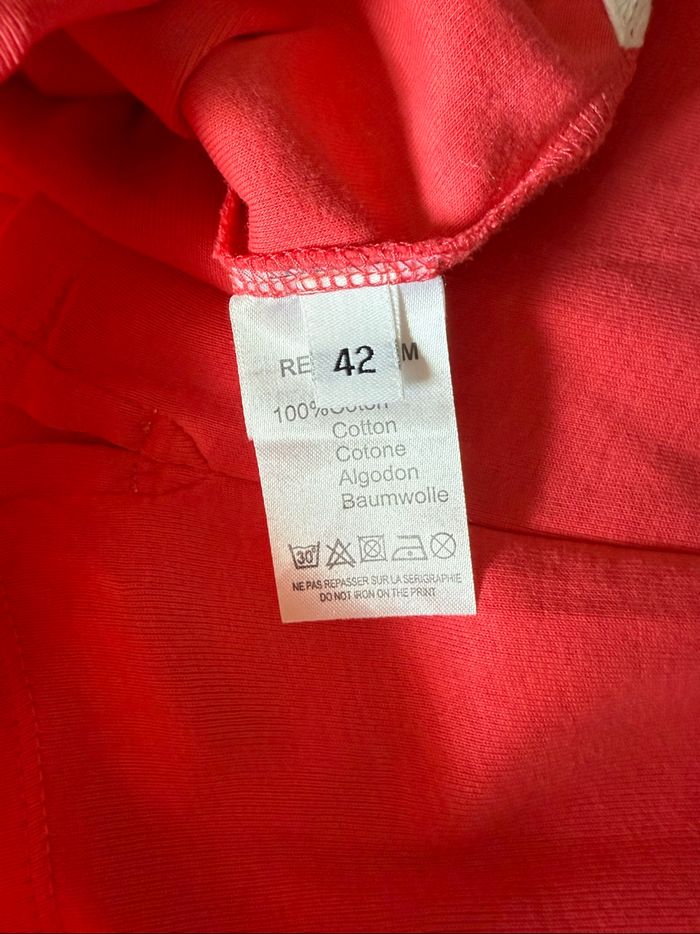 42
RE M
100%Coton
Cotton
Cotone
Algodon
Baumwolle
30°
NE PAS REPASSER SUR LA SERIGRAPHIE
DO NOT IRON ON THE PRINT